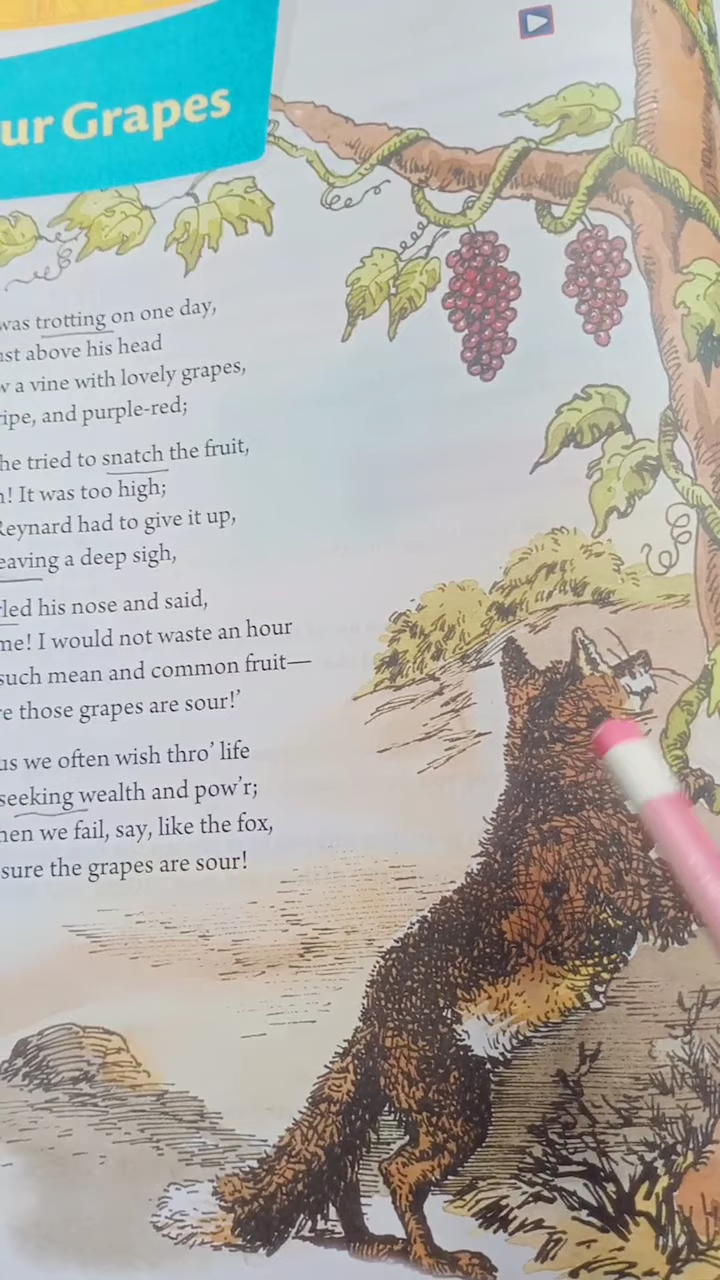 ur Grapes
was trotting on one day,
st above his head
w a vine with lovely grapes,
ripe, and purple-red;
he tried to snatch the fruit,
! It was too high;
Reynard had to give it up,
eaving a deep sigh,
led his nose and said,
me! I would not waste an hour
such mean and common fruit—
e those grapes are sour!'
us we often wish thro' life
seeking wealth and pow'r;
hen we fail, say, like the fox,
sure the grapes are sour!